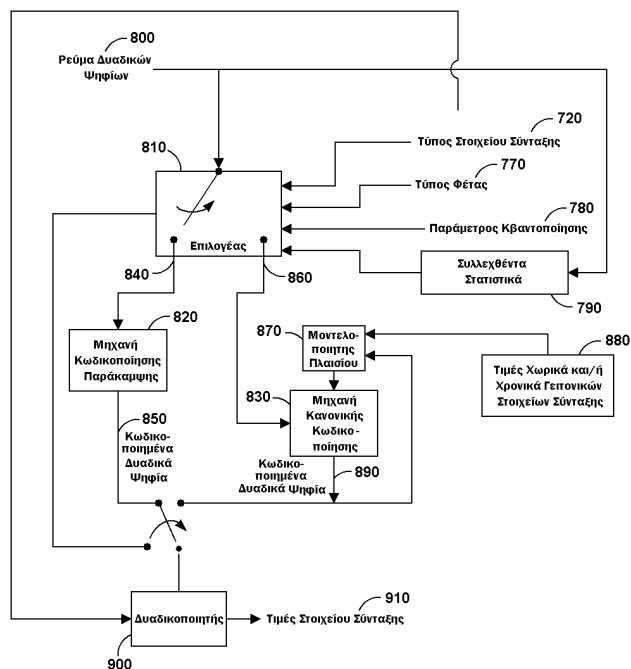 800
Ρεύμα Δυαδικών
Ψηφίων
720
810
Τύπος Στοιχείου Σύνταξης
770
Τύπος Φέτας
780
Παράμετρος Κβαντοποίησης
Επιλογέας
840
860
Συλλεχθέντα
Στατιστικά
790
820
870
880
Μηχανή
Κωδικοποίησης
Παράκαμψης
Μοντελο-
ποιητης
Πλαισίου
Τιμές Χωρικά και/ή
Χρονικά Γειτονικών
Στοιχείων Σύνταξης
830
Μηχανή
Κανονικής
Κωδικο-
ποίησης
850
Κωδικο-
ποιημένα
Δυαδικά
Ψηφία
Κωδικο-
ποιημένα
Δυαδικά Ψηφία
890
Δυαδικοποιητής
910
Τιμές Στοιχείου Σύνταξης
900